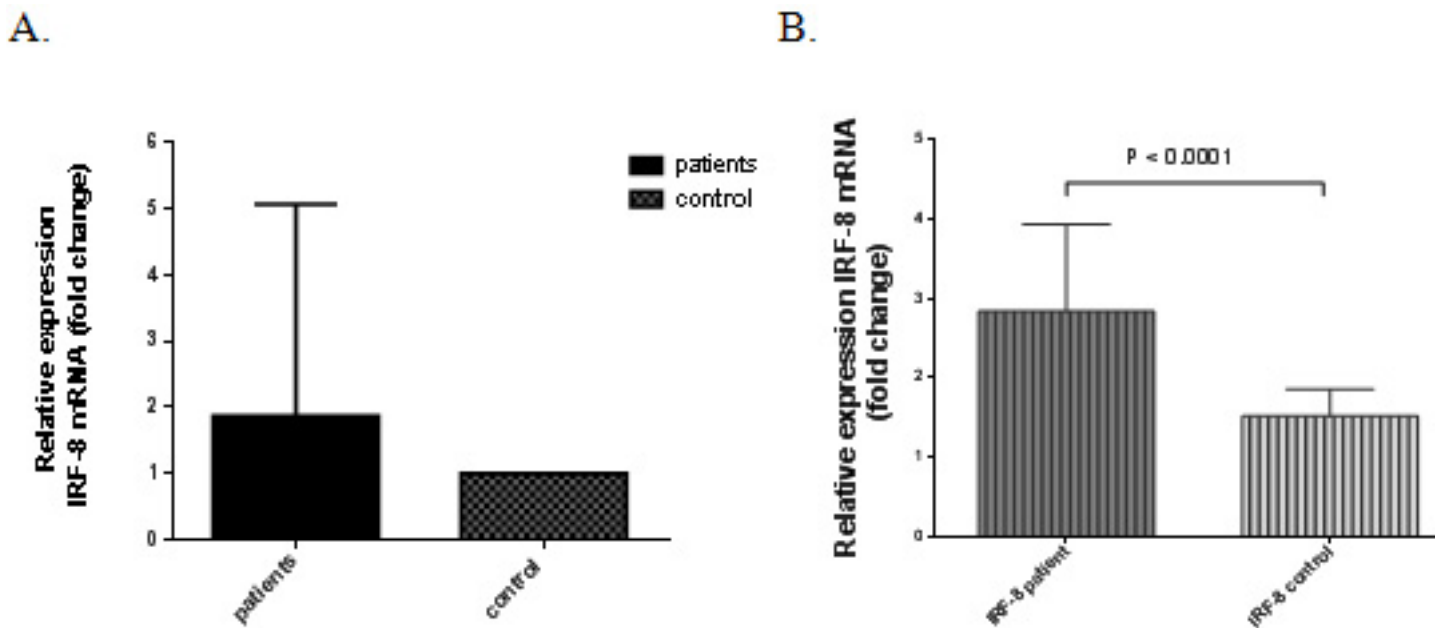 A.
B.
Relative expression
IRF-8 mRNA (fold change)
6
5
4
3
2
1
0
patients
control
patients
control
Relative expression IRF-8 mRNA
(fold change)
5
4
3
2
1
0
P < 0.0001
IRF-8 patient
IRF-8 control